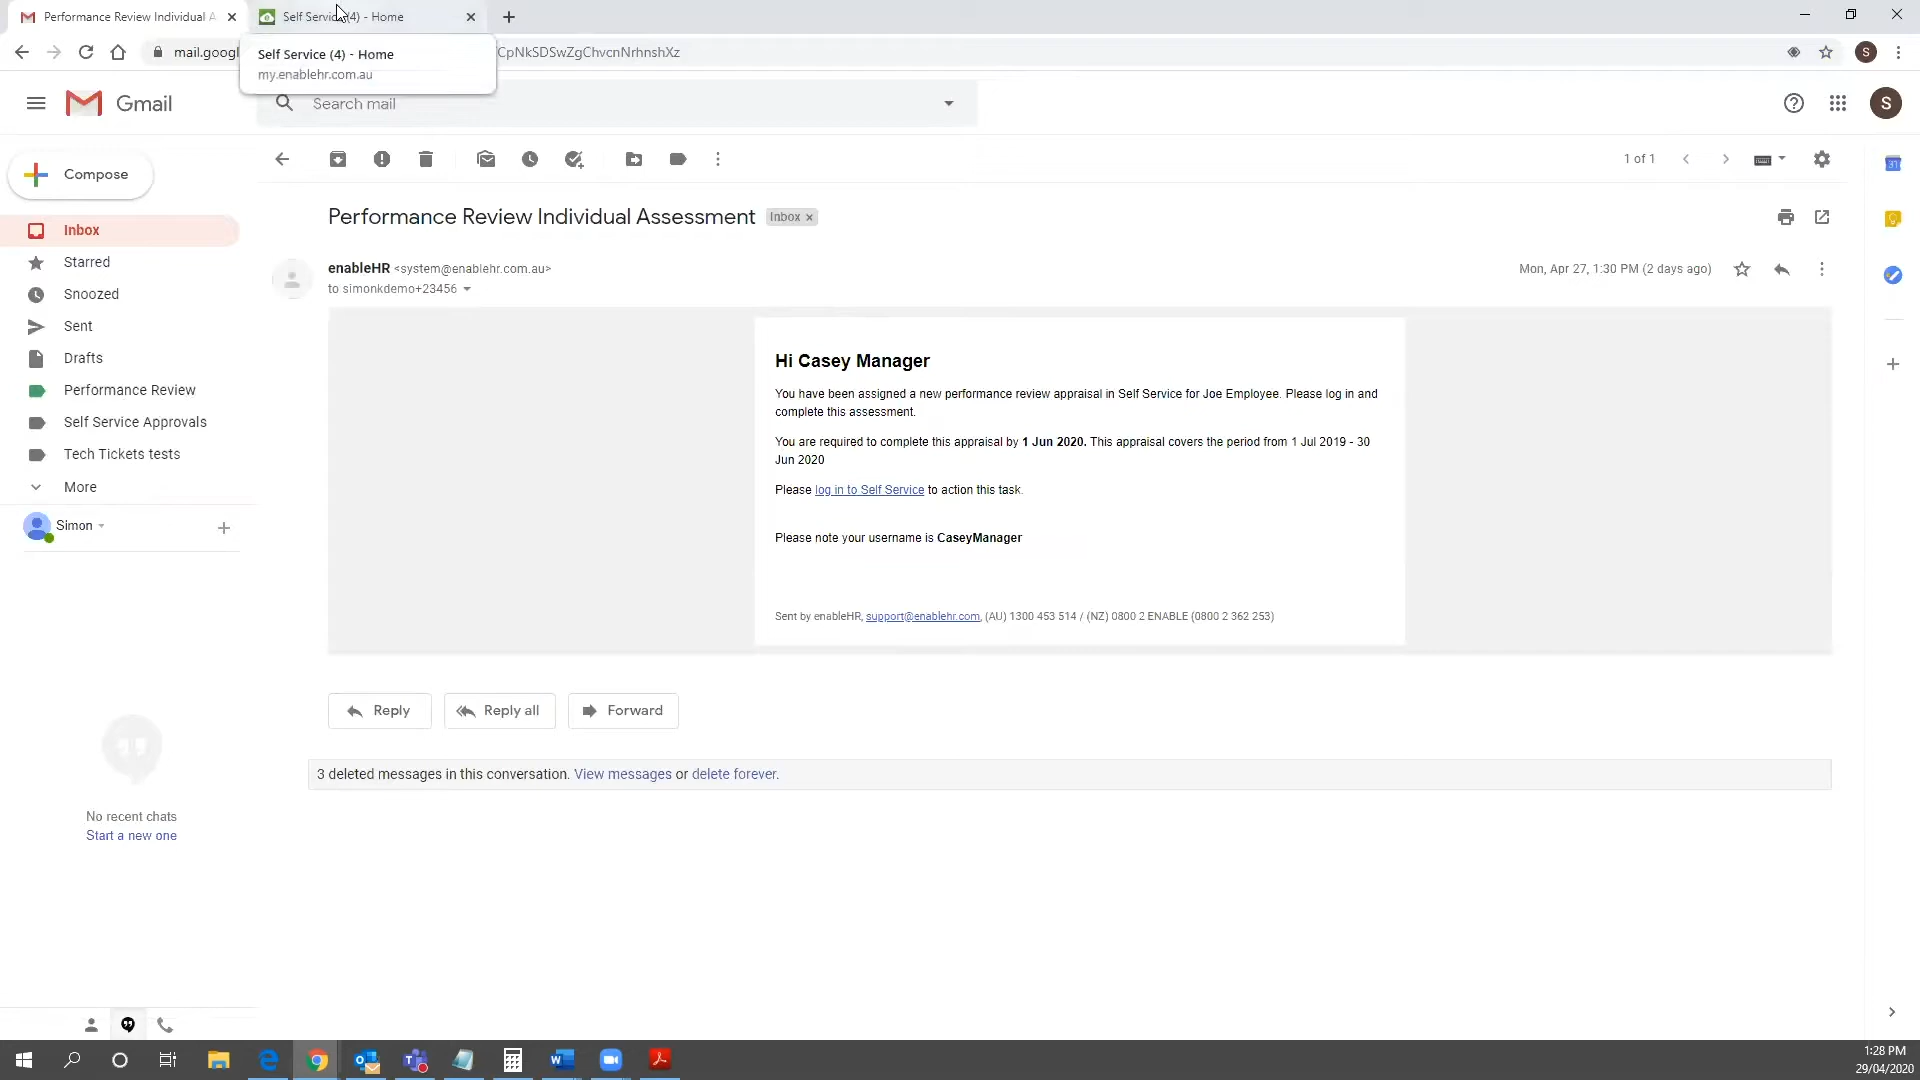 Performance Review Individual A
Self Service (4) - Home
mail.googl
CpNkSDSwZgChvcnNrhnshXz
S
Self Service (4) - Home
my.enablehr.com.au
Gmail
Search mail
S
Compose
1 of 1
31
Performance Review Individual Assessment
Inbox x
Inbox
Starred
Snoozed
Sent
Drafts
Performance Review
Self Service Approvals
Tech Tickets tests
More
Simon
enableHR <system@enablehr.com.au>
Mon, Apr 27, 1:30 PM (2 days ago)
to simonkdemo+23456
Hi Casey Manager
You have been assigned a new performance review appraisal in Self Service for Joe Employee. Please log in and
complete this assessment.
You are required to complete this appraisal by 1 Jun 2020. This appraisal covers the period from 1 Jul 2019 - 30
Jun 2020
Please log in to Self Service to action this task.
Please note your username is CaseyManager
Sent by enableHR, support@enablehr.com, (AU) 1300 453 514 / (NZ) 0800 2 ENABLE (0800 2 362 253)
Reply
Reply all
Forward
3 deleted messages in this conversation. View messages or delete forever.
No recent chats
Start a new one
1:28 PM
29/04/2020